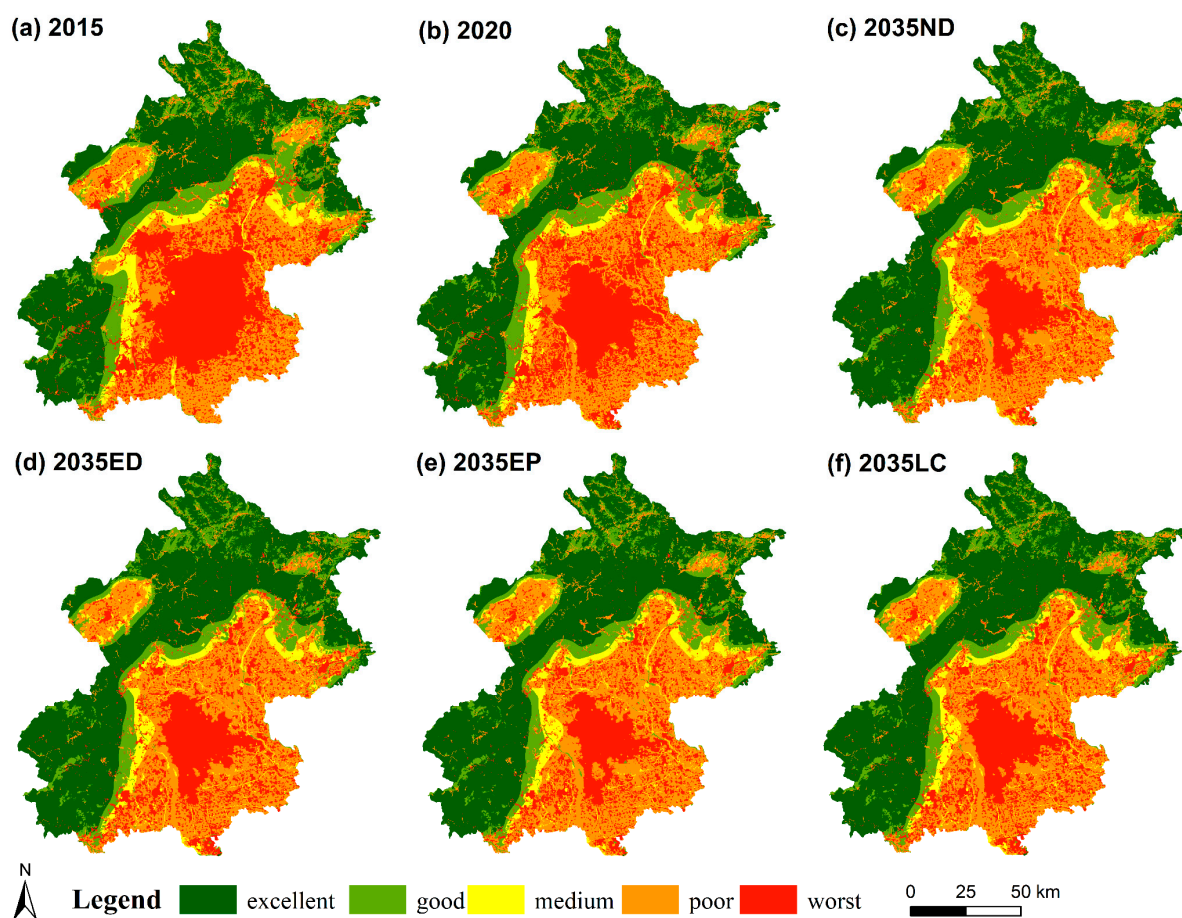 (a) 2015
(b) 2020
(c) 2035ND
(d) 2035ED
(e) 2035EP
(f) 2035LC
N
Legend excellent good medium poor worst
0 25 50 km